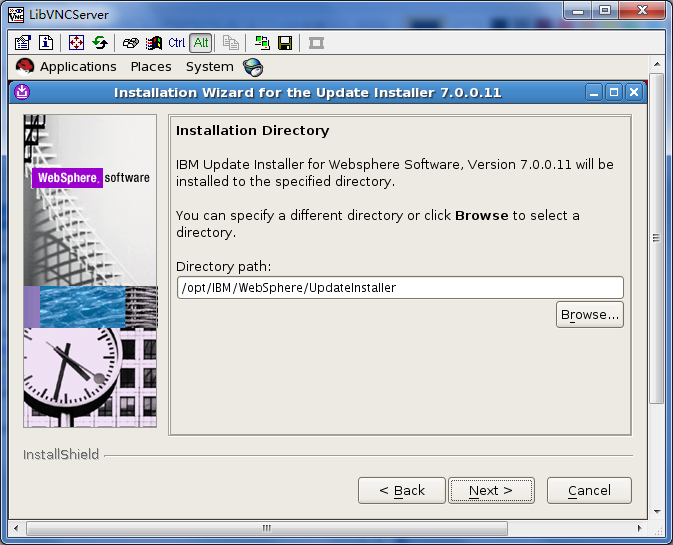 LibVNCServer
Ctrl Alt
Applications Places System
Installation Wizard for the Update Installer 7.0.0.11
WebSphere. software
Installation Directory
IBM Update Installer for Websphere Software, Version 7.0.0.11 will be
installed to the specified directory.
You can specify a different directory or click Browse to select a
directory.
Directory path:
/opt/IBM/WebSphere/UpdateInstaller
Browse...
InstallShield
< Back Next > Cancel